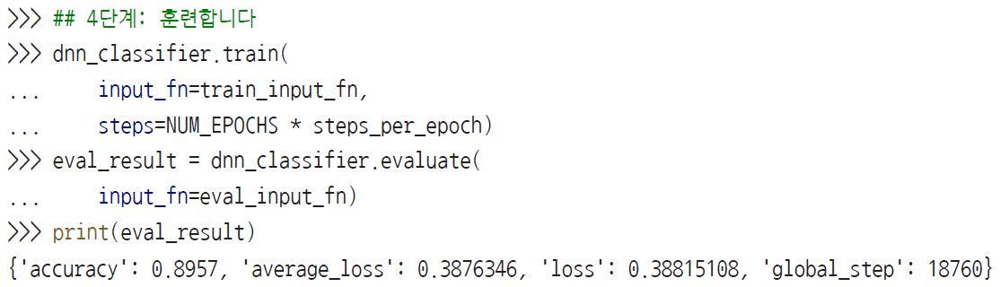 >>> ## 4단계: 훈련합니다
>>> dnn_classifier.train(
...     input_fn=train_input_fn,
...     steps=NUM_EPOCHS * steps_per_epoch)
>>> eval_result = dnn_classifier.evaluate(
...     input_fn=eval_input_fn)
>>> print(eval_result)
{'accuracy': 0.8957, 'average_loss': 0.3876346, 'loss': 0.38815108, 'global_step': 18760}